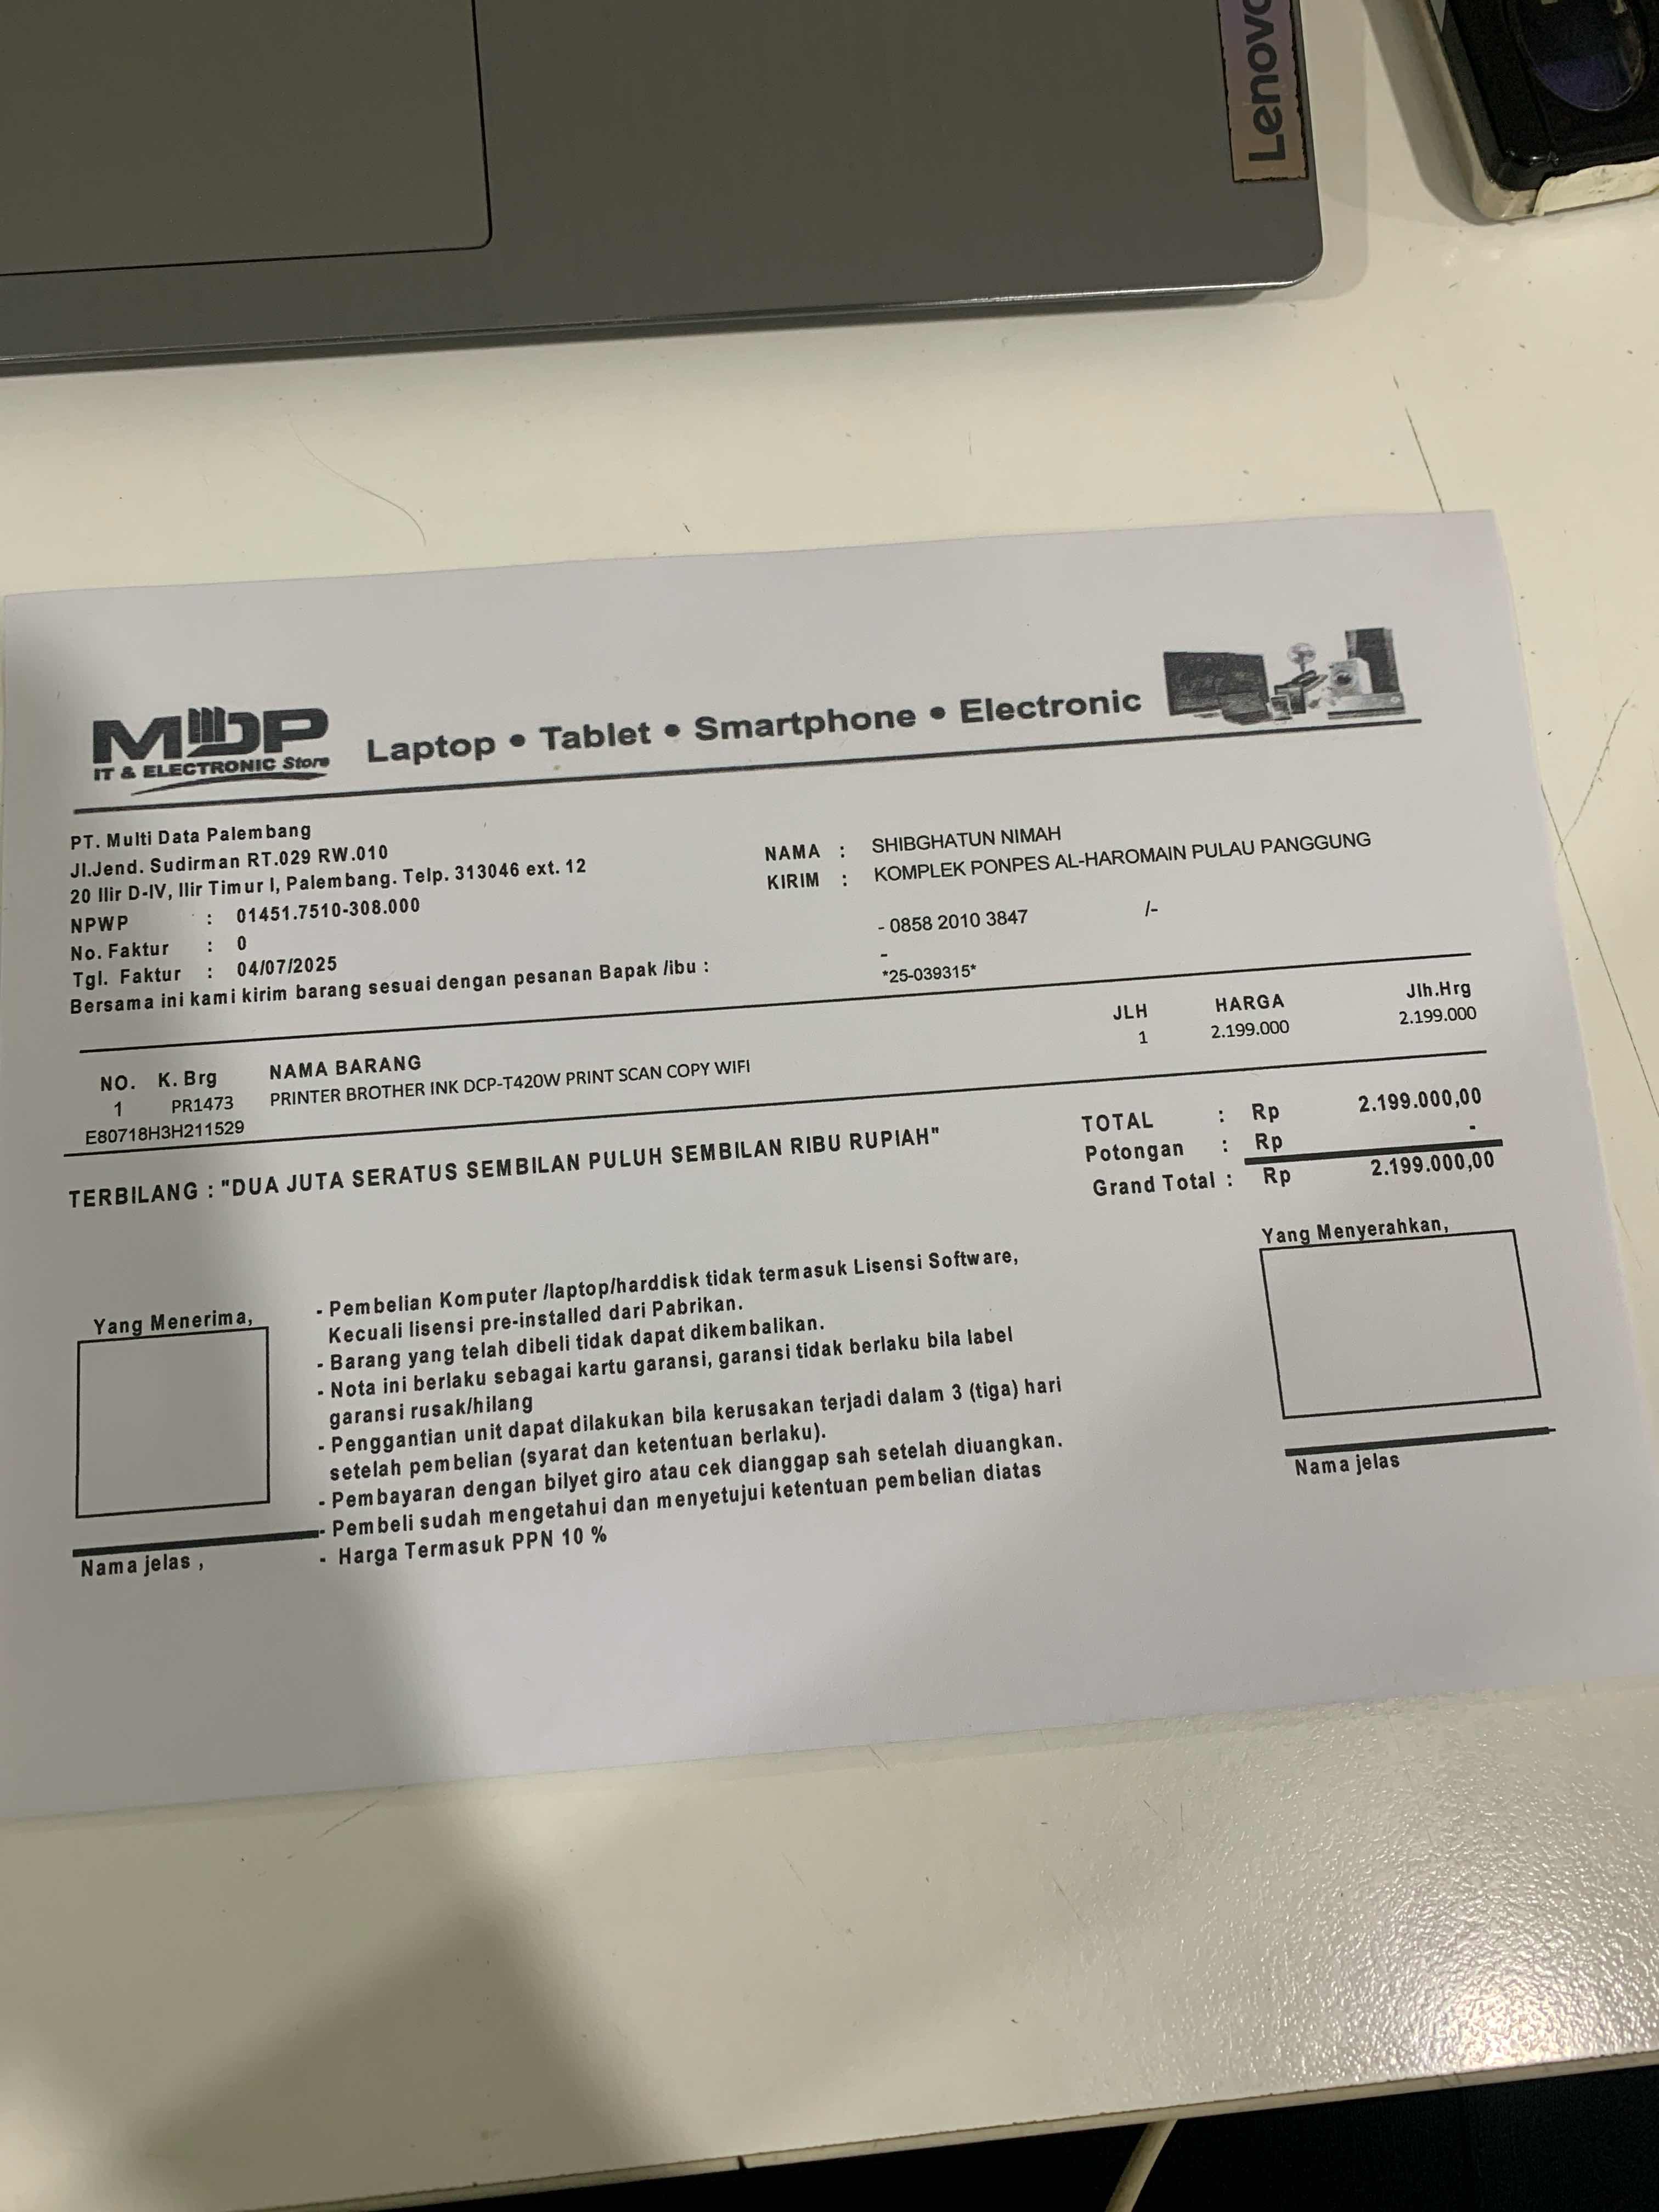 Lenovo
MDP
IT & ELECTRONIC Store
Laptop • Tablet • Smartphone • Electronic
PT. Multi Data Palembang
Jl.Jend. Sudirman RT.029 RW.010
20 Ilir D-IV, Ilir Timur I, Palembang. Telp. 313046 ext. 12
NPWP : 01451.7510-308.000
No. Faktur : 0
Tgl. Faktur : 04/07/2025
Bersama ini kami kirim barang sesuai dengan pesanan Bapak /ibu :
NAMA : SHIBGHATUN NIMAH
KIRIM : KOMPLEK PONPES AL-HAROMAIN PULAU PANGGUNG
- 0858 2010 3847 /-
-
*25-039315*
NO. K. Brg NAMA BARANG JLH HARGA Jlh.Hrg
1 PR1473 PRINTER BROTHER INK DCP-T420W PRINT SCAN COPY WIFI 1 2.199.000 2.199.000
E80718H3H211529
TERBILANG : "DUA JUTA SERATUS SEMBILAN PULUH SEMBILAN RIBU RUPIAH"
TOTAL : Rp 2.199.000,00
Potongan : Rp -
Grand Total : Rp 2.199.000,00
Yang Menerima,
Nama jelas ,
- Pembelian Komputer /laptop/harddisk tidak termasuk Lisensi Software,
Kecuali lisensi pre-installed dari Pabrikan.
- Barang yang telah dibeli tidak dapat dikembalikan.
- Nota ini berlaku sebagai kartu garansi, garansi tidak berlaku bila label
garansi rusak/hilang
- Penggantian unit dapat dilakukan bila kerusakan terjadi dalam 3 (tiga) hari
setelah pembelian (syarat dan ketentuan berlaku).
- Pembayaran dengan bilyet giro atau cek dianggap sah setelah diuangkan.
- Pembeli sudah mengetahui dan menyetujui ketentuan pembelian diatas
- Harga Termasuk PPN 10 %
Yang Menyerahkan,
Nama jelas